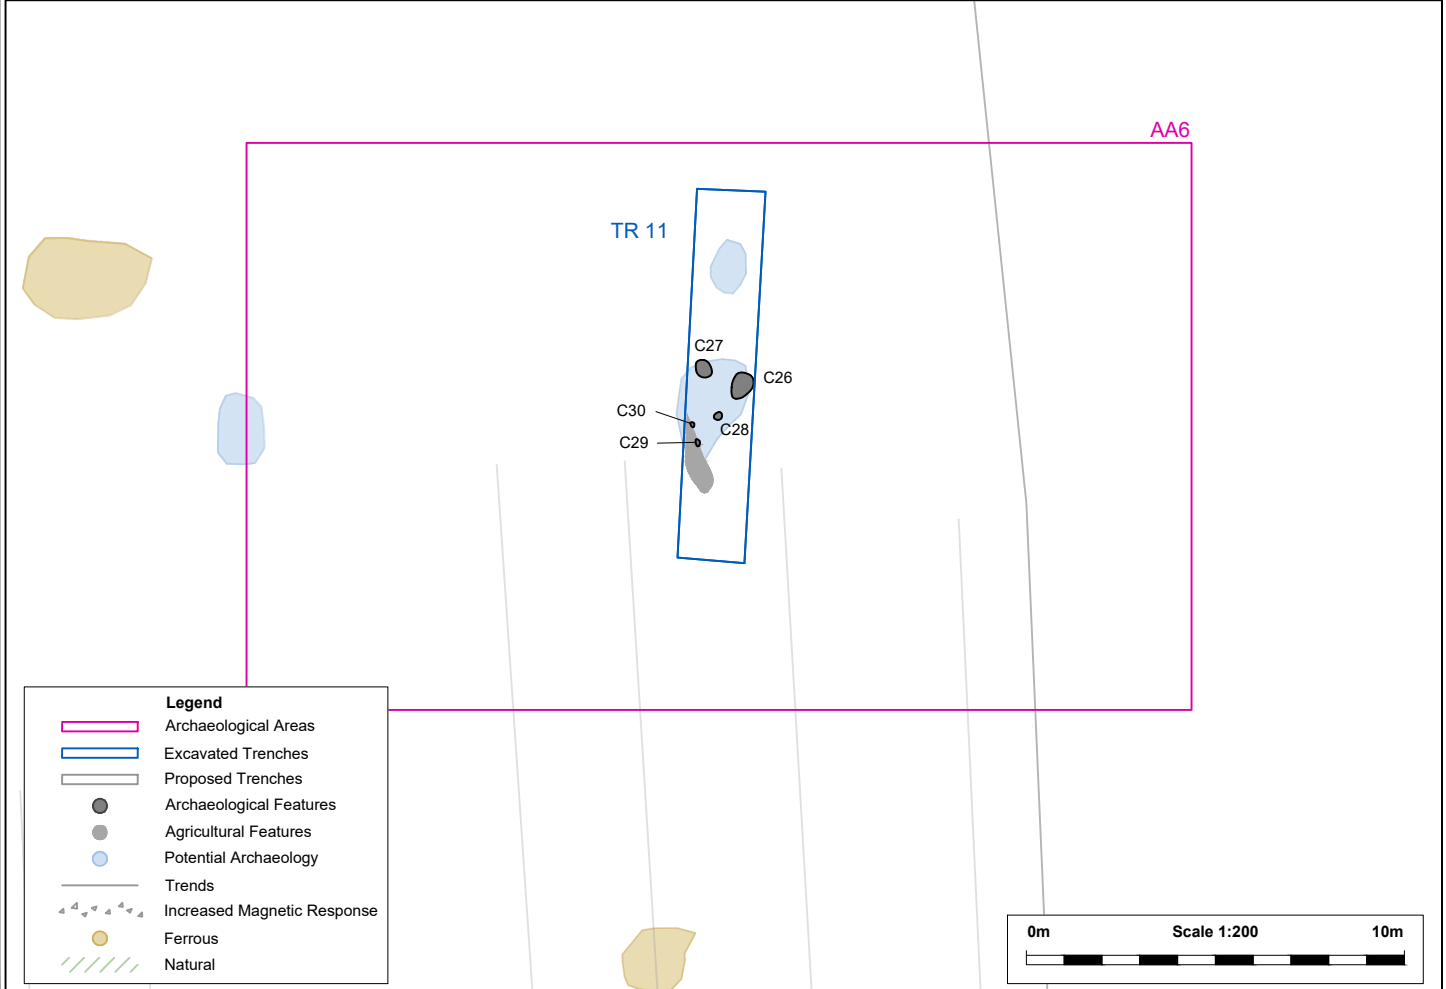 AA6
TR 11
C27
C26
C30
C28
C29
Legend
Archaeological Areas
Excavated Trenches
Proposed Trenches
Archaeological Features
Agricultural Features
Potential Archaeology
Trends
Increased Magnetic Response
Ferrous
Natural
0m Scale 1:200 10m